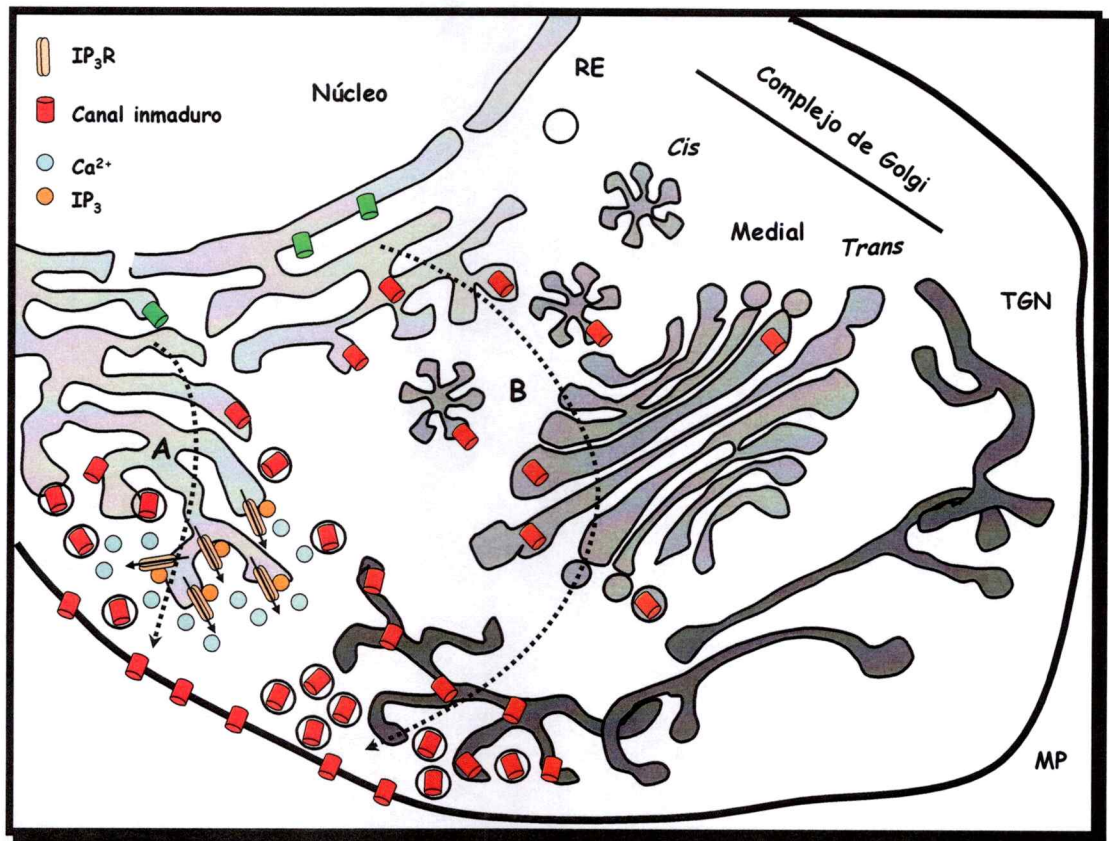 IP₃R
Canal inmaduro
Ca²⁺
IP₃
Núcleo
RE
Cis
Complejo de Golgi
Medial
Trans
TGN
B
A
MP